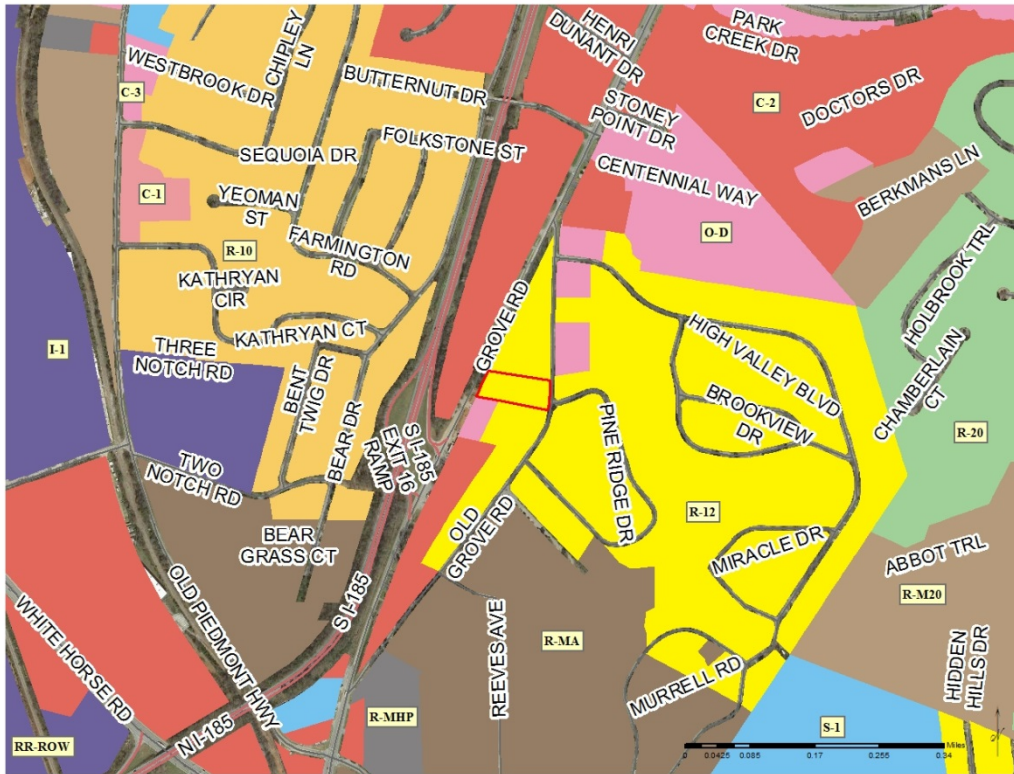 PARK
CREEK DR
HENRI
DUNANT DR
CHIPLEY
LN
WESTBROOK DR
BUTTERNUT DR
C-3
C-2
DOCTORS DR
STONEY
POINT DR
FOLKSTONE ST
SEQUOIA DR
CENTENNIAL WAY
BERKMANS LN
C-1
YEOMAN
ST
O-D
R-10
FARMINGTON
RD
HOLBROOK TRL
KATHRYAN
CIR
GROVE RD
HIGH VALLEY BLVD
KATHRYAN CT
I-1
THREE
NOTCH RD
CHAMBERLAIN
CT
BENT
TWIG DR
BROOKVIEW
DR
BEAR DR
S I-185
EXIT 16
RAMP
PINE RIDGE DR
R-20
TWO
NOTCH RD
R-12
OLD
GROVE RD
MIRACLE DR
BEAR
GRASS CT
ABBOT TRL
R-M20
OLD PIEDMONT HWY
S I-185
WHITE HORSE RD
REEVES AVE
R-MA
HIDDEN
HILLS DR
MURRELL RD
R-MHP
N I-185
S-1
RR-ROW
Miles
0 0.0425 0.085 0.17 0.255 0.34